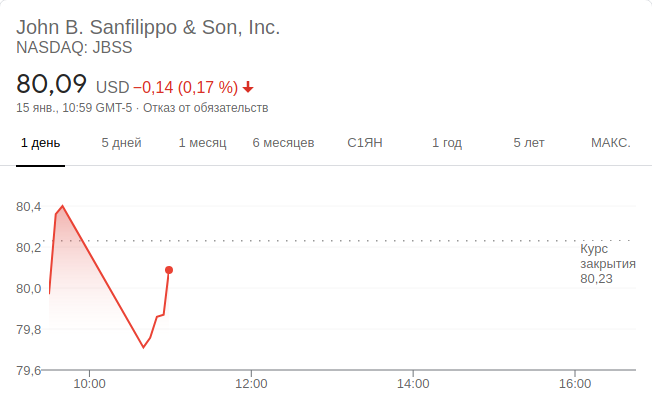 John B. Sanfilippo & Son, Inc.
NASDAQ: JBSS
80,09 USD −0,14 (0,17 %)
15 янв., 10:59 GMT-5 · Отказ от обязательств
1 день 5 дней 1 месяц 6 месяцев С1ЯН 1 год 5 лет МАКС.
80,4
80,2
Курс
закрытия
80,23
80,0
79,8
79,6
10:00 12:00 14:00 16:00